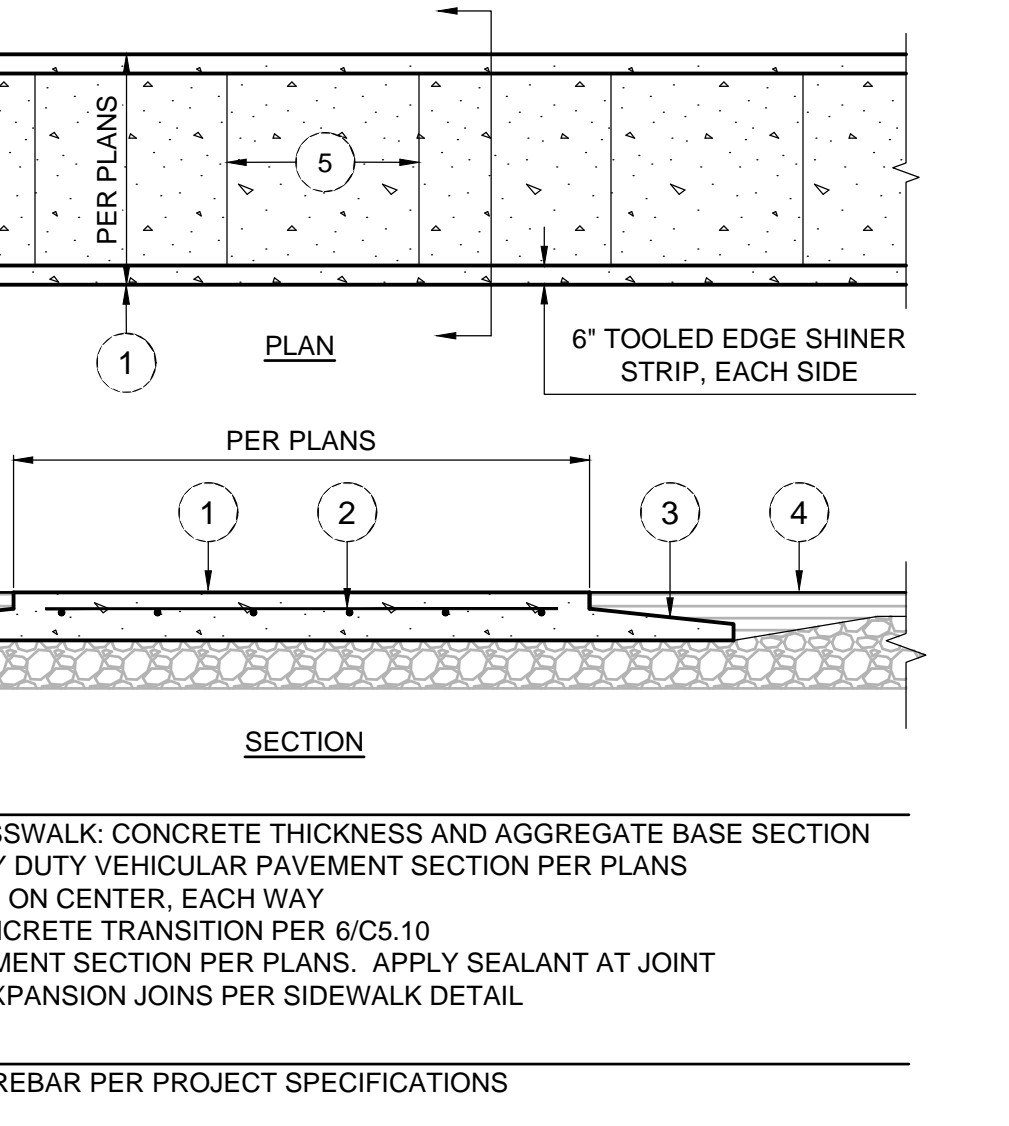 PER PLANS
5
1
PLAN
6" TOOLED EDGE SHINER
STRIP, EACH SIDE
PER PLANS
1
2
3
4
SECTION
SSWALK: CONCRETE THICKNESS AND AGGREGATE BASE SECTION
Y DUTY VEHICULAR PAVEMENT SECTION PER PLANS
ON CENTER, EACH WAY
NCRETE TRANSITION PER 6/C5.10
MENT SECTION PER PLANS. APPLY SEALANT AT JOINT
XPANSION JOINS PER SIDEWALK DETAIL
REBAR PER PROJECT SPECIFICATIONS